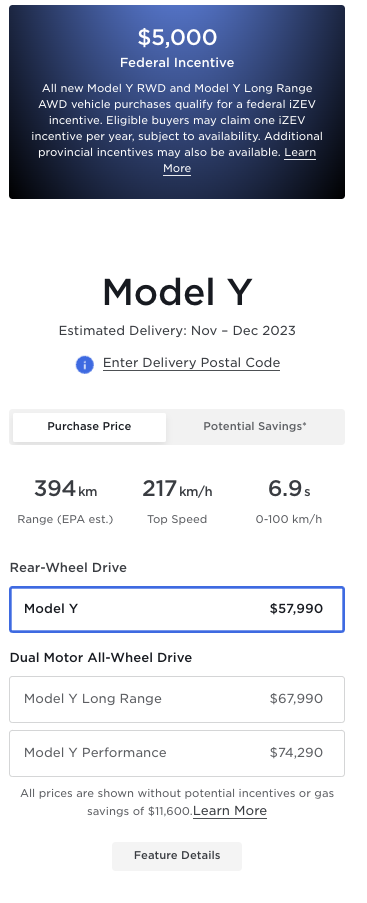 $5,000
Federal Incentive
All new Model Y RWD and Model Y Long Range
AWD vehicle purchases qualify for a federal iZEV
incentive. Eligible buyers may claim one iZEV
incentive per year, subject to availability. Additional
provincial incentives may also be available. Learn
More
Model Y
Estimated Delivery: Nov – Dec 2023
i Enter Delivery Postal Code
Purchase Price Potential Savings*
394 km 217 km/h 6.9 s
Range (EPA est.) Top Speed 0-100 km/h
Rear-Wheel Drive
Model Y $57,990
Dual Motor All-Wheel Drive
Model Y Long Range $67,990
Model Y Performance $74,290
All prices are shown without potential incentives or gas
savings of $11,600.Learn More
Feature Details